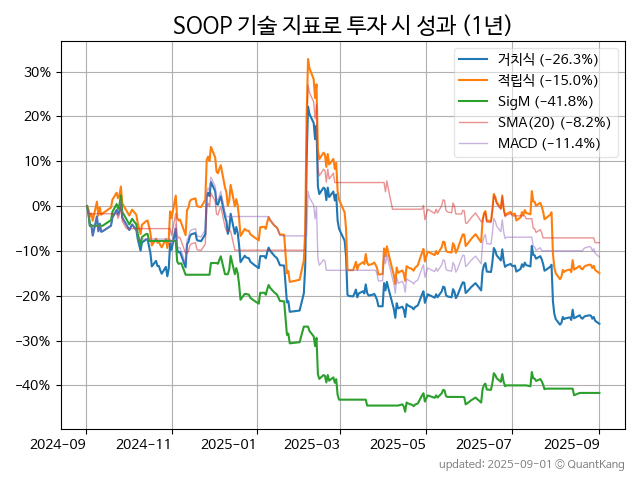 SOOP 기술 지표로 투자 시 성과 (1년)
거치식 (-26.3%)
적립식 (-15.0%)
SigM (-41.8%)
SMA(20) (-8.2%)
MACD (-11.4%)
30%
20%
10%
0%
-10%
-20%
-30%
-40%
2024-09 2024-11 2025-01 2025-03 2025-05 2025-07 2025-09
updated: 2025-09-01 © QuantKang